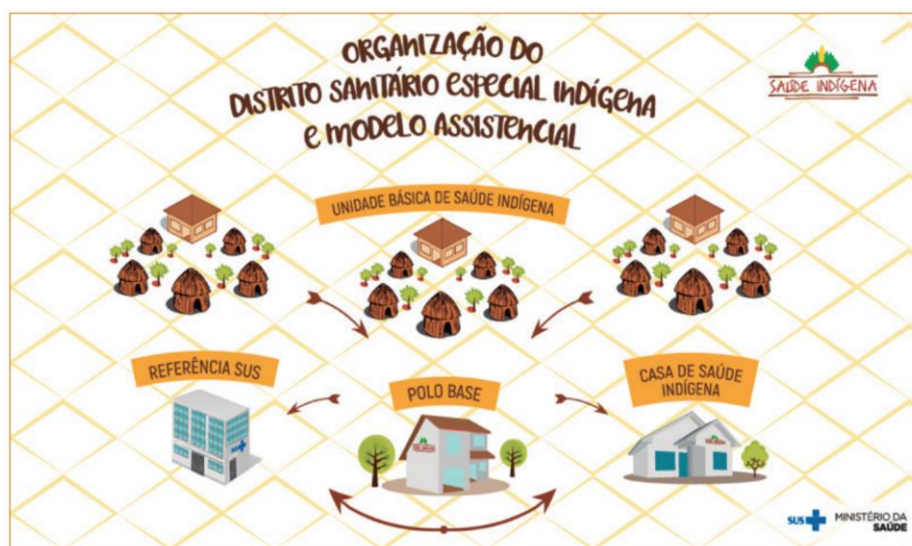 ORGANIZAÇÃO DO
DISTRITO SANITÁRIO ESPECIAL INDÍGENA
E MODELO ASSISTENCIAL
SAÚDE INDÍGENA
UNIDADE BÁSICA DE SAÚDE INDÍGENA
REFERÊNCIA SUS
POLO BASE
CASA DE SAÚDE
INDÍGENA
SUS
SUS MINISTÉRIO DA
SAÚDE